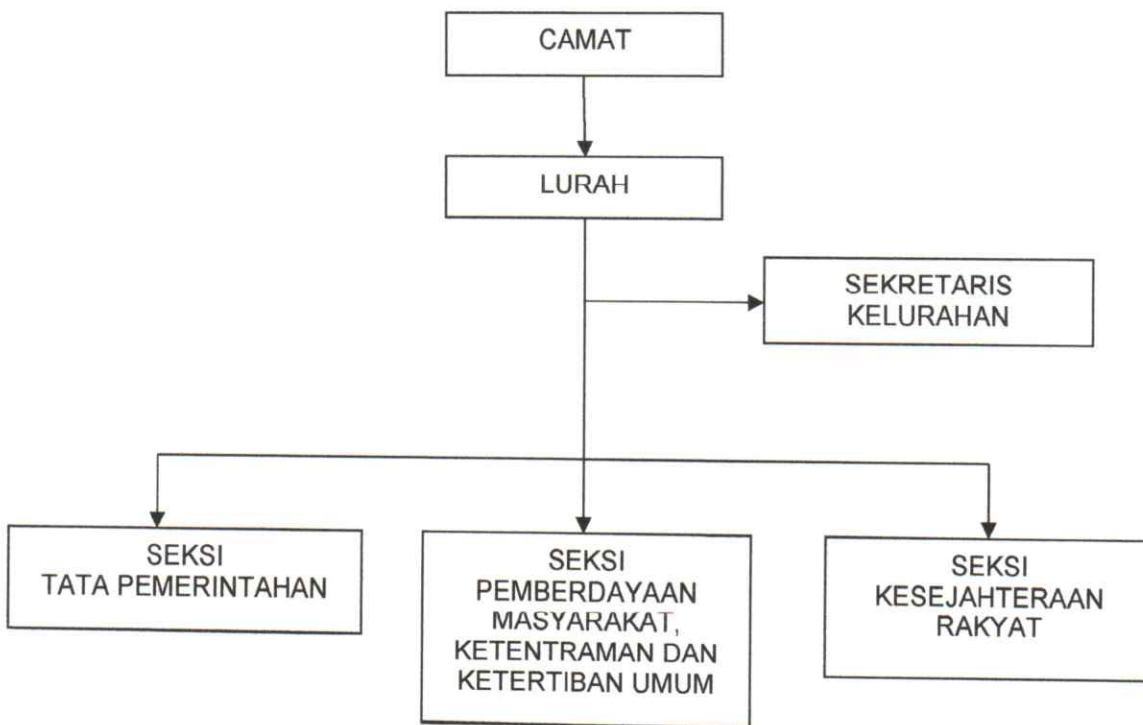 CAMAT
LURAH
SEKRETARIS
KELURAHAN
SEKSI
TATA PEMERINTAHAN
SEKSI
PEMBERDAYAAN
MASYARAKAT,
KETENTRAMAN DAN
KETERTIBAN UMUM
SEKSI
KESEJAHTERAAN
RAKYAT